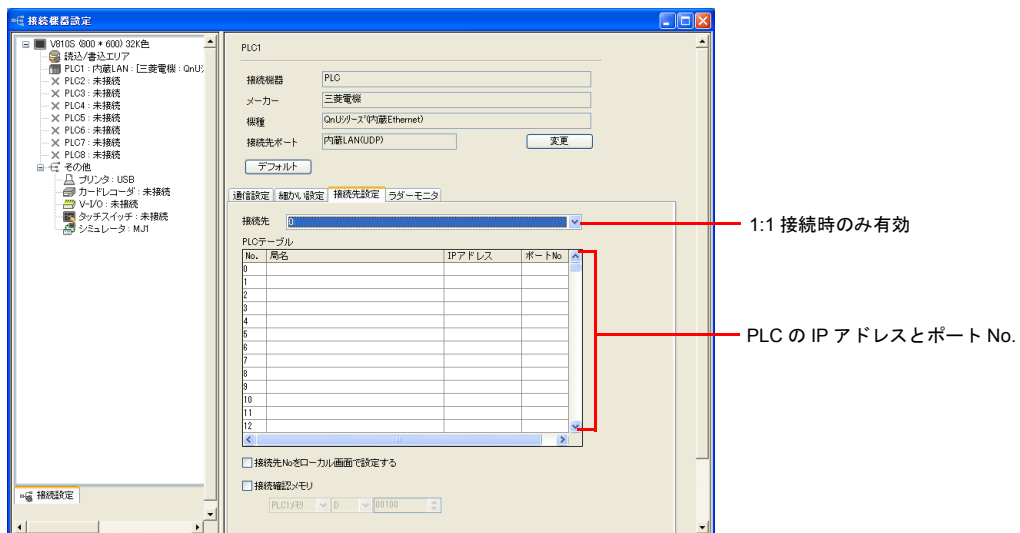 接続機器設定
V810S (800 * 600) 32K色
読込/書込エリア
PLC1 : 内蔵LAN : [三菱電機 : QnUｼ
PLC2 : 未接続
PLC3 : 未接続
PLC4 : 未接続
PLC5 : 未接続
PLC6 : 未接続
PLC7 : 未接続
PLC8 : 未接続
その他
プリンタ : USB
カードレコーダ : 未接続
V-I/O : 未接続
タッチスイッチ : 未接続
シミュレータ : MJ1
接続設定
PLC1
接続機器 PLC
メーカー 三菱電機
機種 QnUｼﾘｰｽﾞ(内蔵Ethernet)
接続先ポート 内蔵LAN(UDP) 変更
デフォルト
通信設定 細かい設定 接続先設定 ラダーモニタ
接続先 0
PLCテーブル
No. 局名 IPアドレス ポートNo
0
1
2
3
4
5
6
7
8
9
10
11
12
接続先Noをローカル画面で設定する
接続確認メモリ
PLC1ﾒﾓﾘ D 00100
1:1 接続時のみ有効
PLC の IP アドレスとポート No.